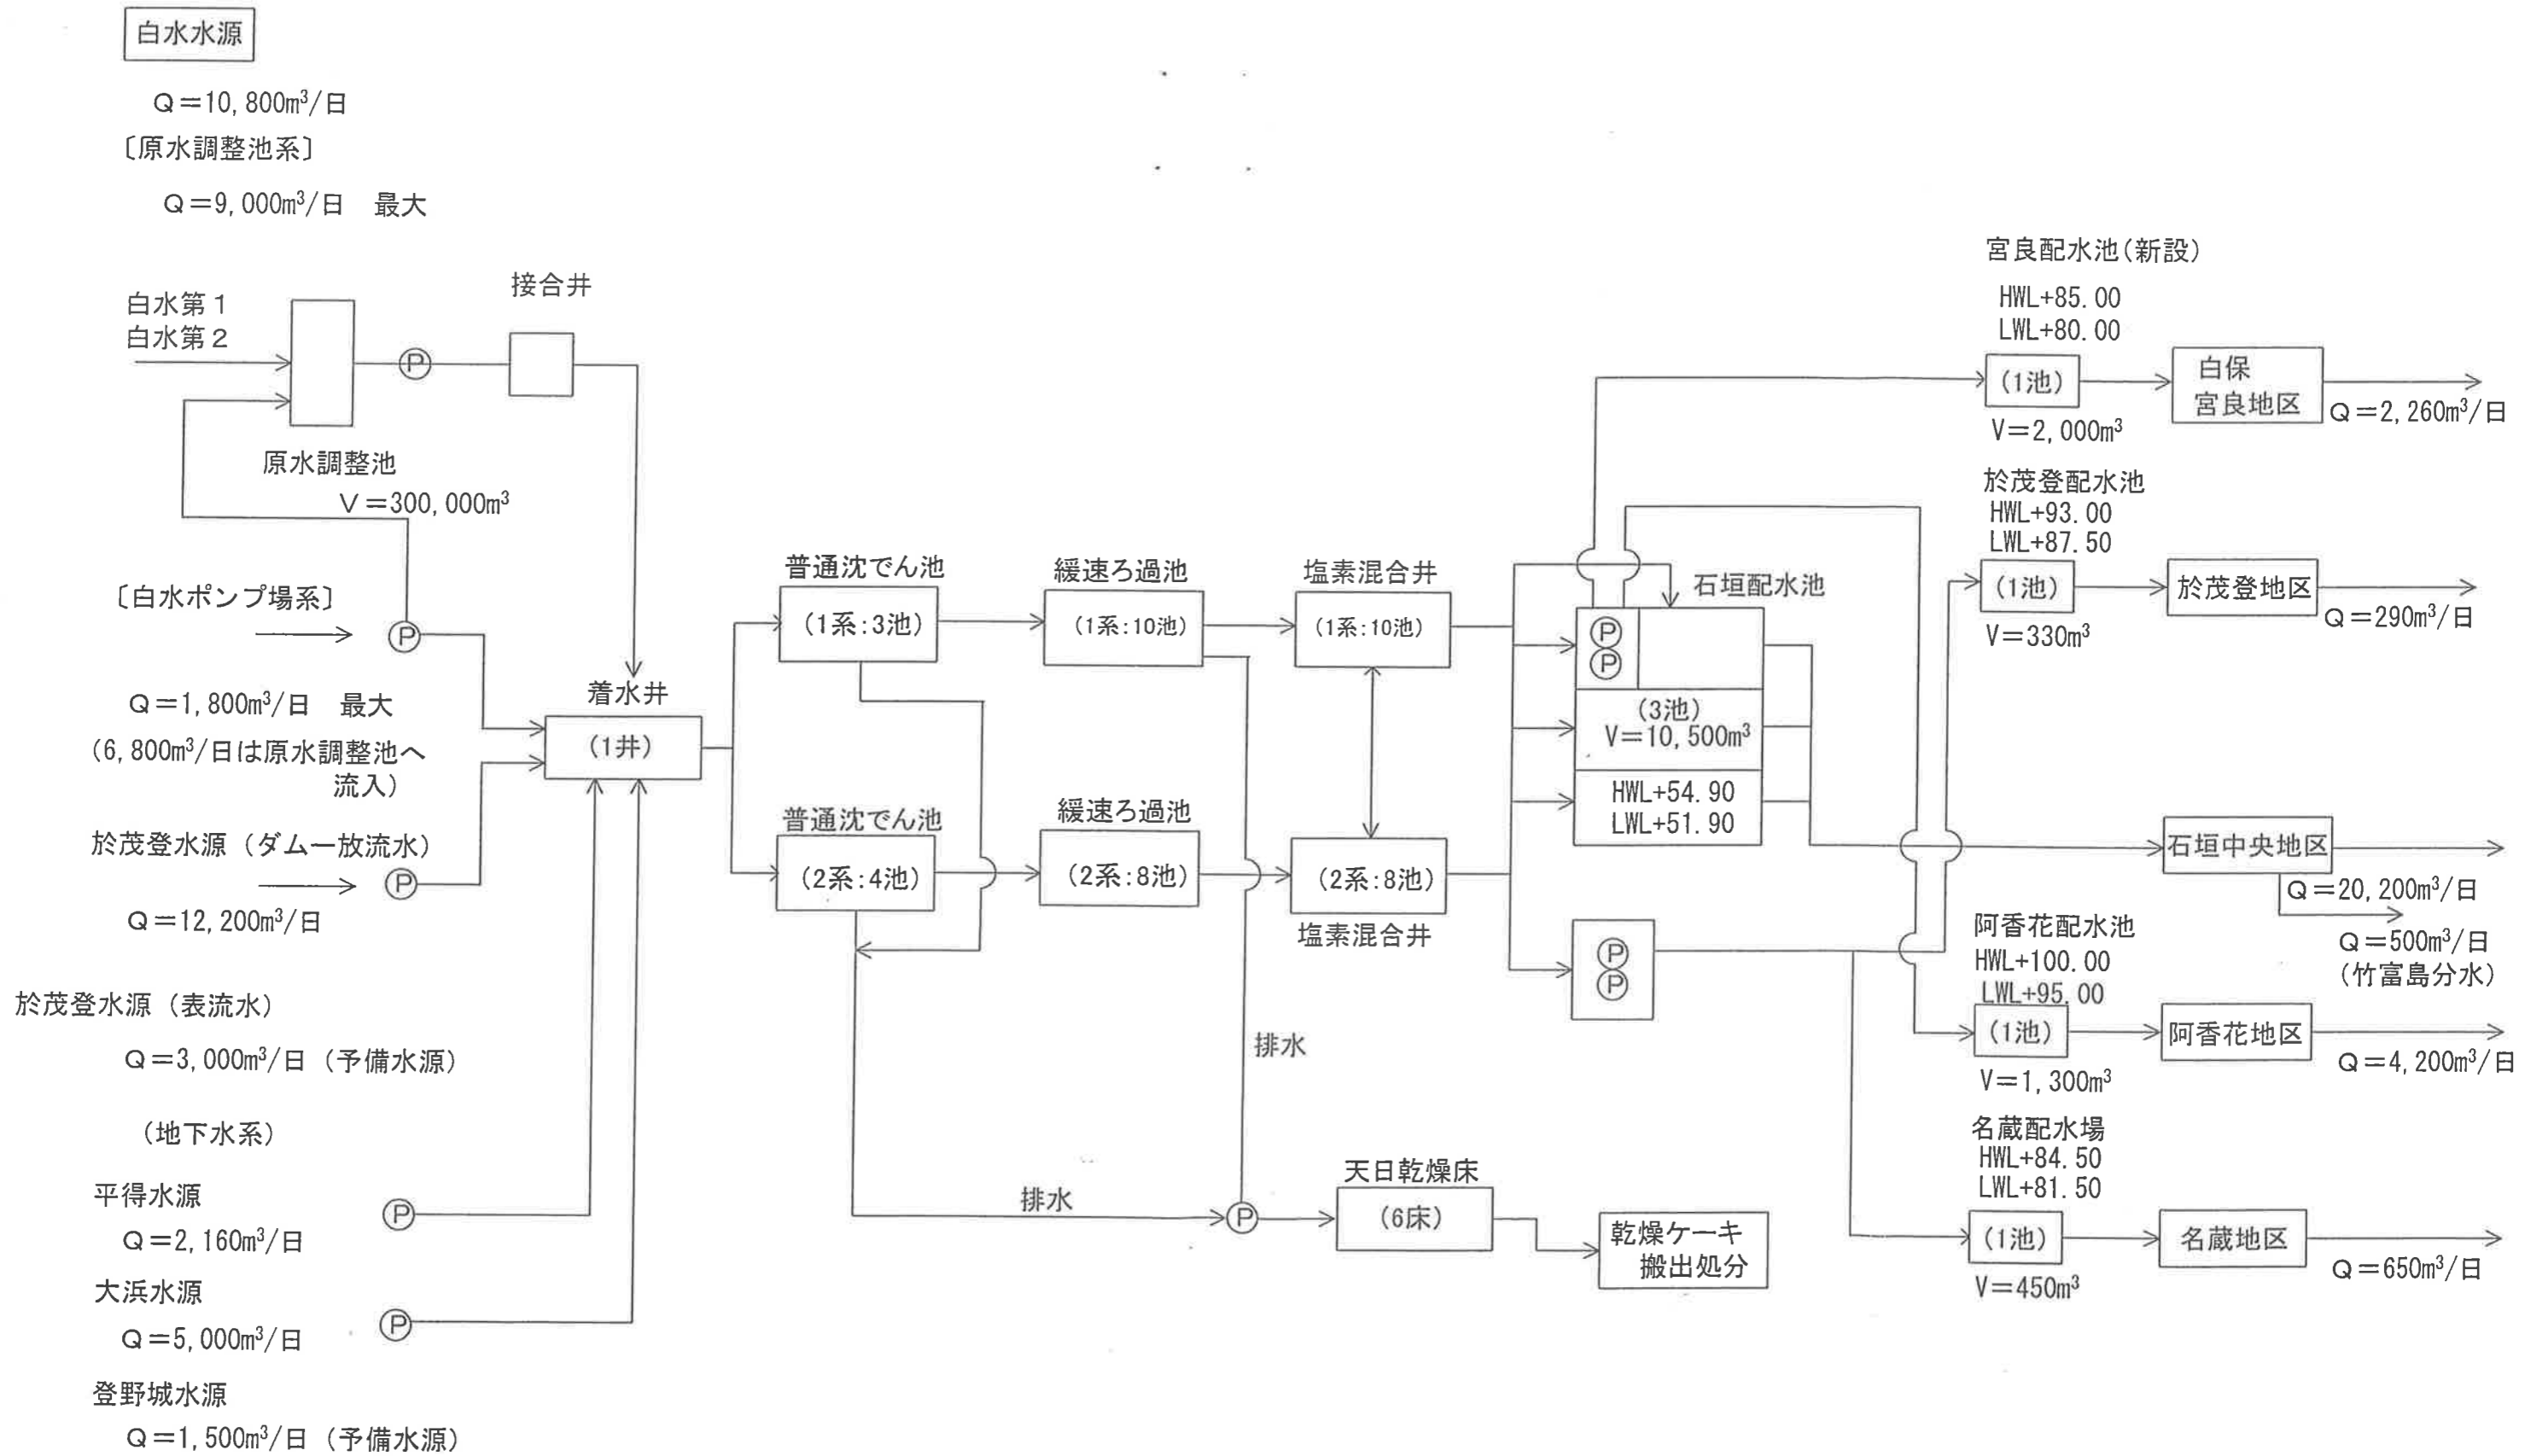 白水水源
Q=10,800m³/日
〔原水調整池系〕
Q=9,000m³/日　最大
白水第1
白水第2
接合井
原水調整池
V=300,000m³
〔白水ポンプ場系〕
P
P
Q=1,800m³/日　最大
(6,800m³/日は原水調整池へ
流入)
於茂登水源（ダムー放流水）
P
Q=12,200m³/日
於茂登水源（表流水）
Q=3,000m³/日（予備水源）
（地下水系）
平得水源
P
Q=2,160m³/日
大浜水源
P
Q=5,000m³/日
登野城水源
Q=1,500m³/日（予備水源）
着水井
(1井)
普通沈でん池
(1系:3池)
緩速ろ過池
(1系:10池)
塩素混合井
(1系:10池)
普通沈でん池
(2系:4池)
緩速ろ過池
(2系:8池)
(2系:8池)
塩素混合井
排水
排水
P
天日乾燥床
(6床)
乾燥ケーキ
搬出処分
石垣配水池
P
P
(3池)
V=10,500m³
HWL+54.90
LWL+51.90
P
P
宮良配水池(新設)
HWL+85.00
LWL+80.00
(1池)
V=2,000m³
白保
宮良地区
Q=2,260m³/日
於茂登配水池
HWL+93.00
LWL+87.50
(1池)
V=330m³
於茂登地区
Q=290m³/日
石垣中央地区
Q=20,200m³/日
Q=500m³/日
(竹富島分水)
阿香花配水池
HWL+100.00
LWL+95.00
(1池)
V=1,300m³
阿香花地区
Q=4,200m³/日
名蔵配水場
HWL+84.50
LWL+81.50
(1池)
V=450m³
名蔵地区
Q=650m³/日